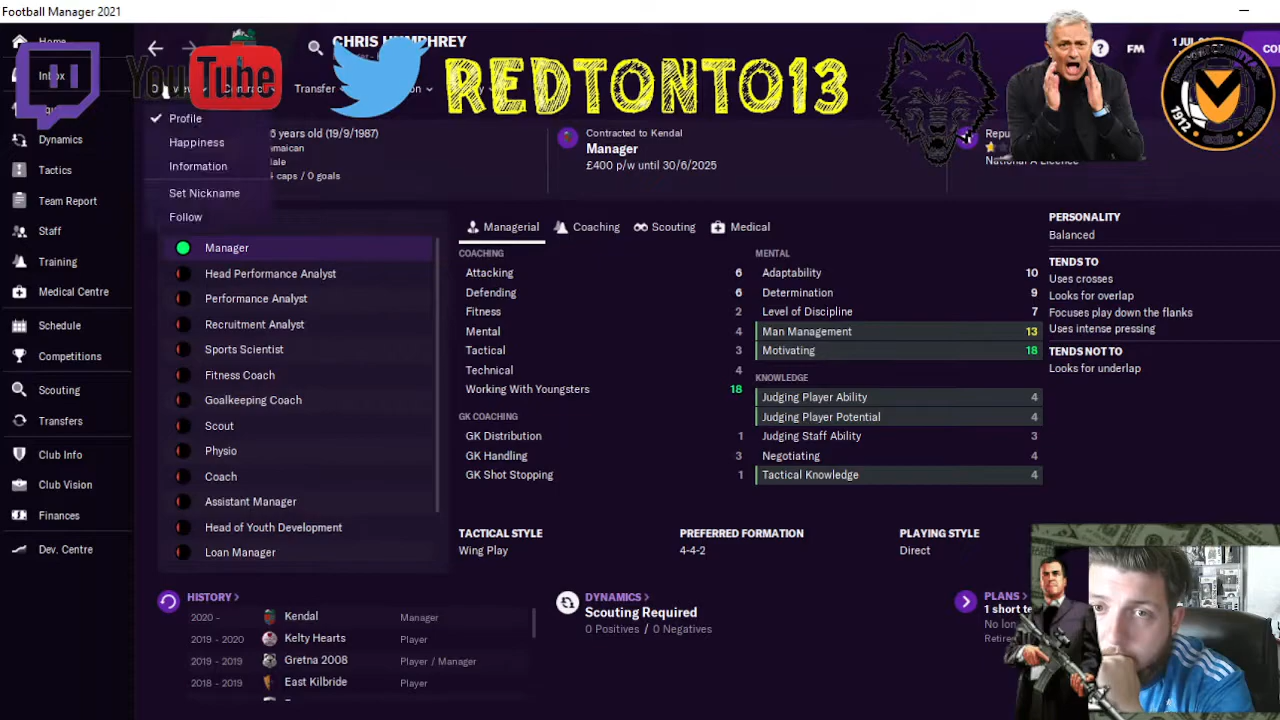 Football Manager 2021
Home
CHRIS HUMPHREY
1 JUL
FM
Inbox
YouTube
REDTONTO13
Transfer
Profile
Happiness
Information
Set Nickname
Follow
6 years old (19/9/1987)
caps / 0 goals
Contracted to Kendal
Manager
£400 p/w until 30/6/2025
National A Licence
1912
1989
Dynamics
Tactics
Team Report
Staff
Training
Medical Centre
Schedule
Competitions
Scouting
Transfers
Club Info
Club Vision
Finances
Dev. Centre
Manager
Head Performance Analyst
Performance Analyst
Recruitment Analyst
Sports Scientist
Fitness Coach
Goalkeeping Coach
Scout
Physio
Coach
Assistant Manager
Head of Youth Development
Loan Manager
Managerial Coaching Scouting Medical
COACHING
Attacking 6
Defending 6
Fitness 2
Mental 4
Tactical 3
Technical 4
Working With Youngsters 18
GK COACHING
GK Distribution 1
GK Handling 3
GK Shot Stopping 1
MENTAL
Adaptability 10
Determination 9
Level of Discipline 7
Man Management 13
Motivating 18
KNOWLEDGE
Judging Player Ability 4
Judging Player Potential 4
Judging Staff Ability 3
Negotiating 4
Tactical Knowledge 4
PERSONALITY
Balanced
TENDS TO
Uses crosses
Looks for overlap
Focuses play down the flanks
Uses intense pressing
TENDS NOT TO
Looks for underlap
TACTICAL STYLE
Wing Play
PREFERRED FORMATION
4-4-2
PLAYING STYLE
Direct
HISTORY >
2020 - Kendal Manager
2019 - 2020 Kelty Hearts Player
2019 - 2019 Gretna 2008 Player / Manager
2018 - 2019 East Kilbride Player
DYNAMICS >
Scouting Required
0 Positives / 0 Negatives
PLANS >
1 short
No